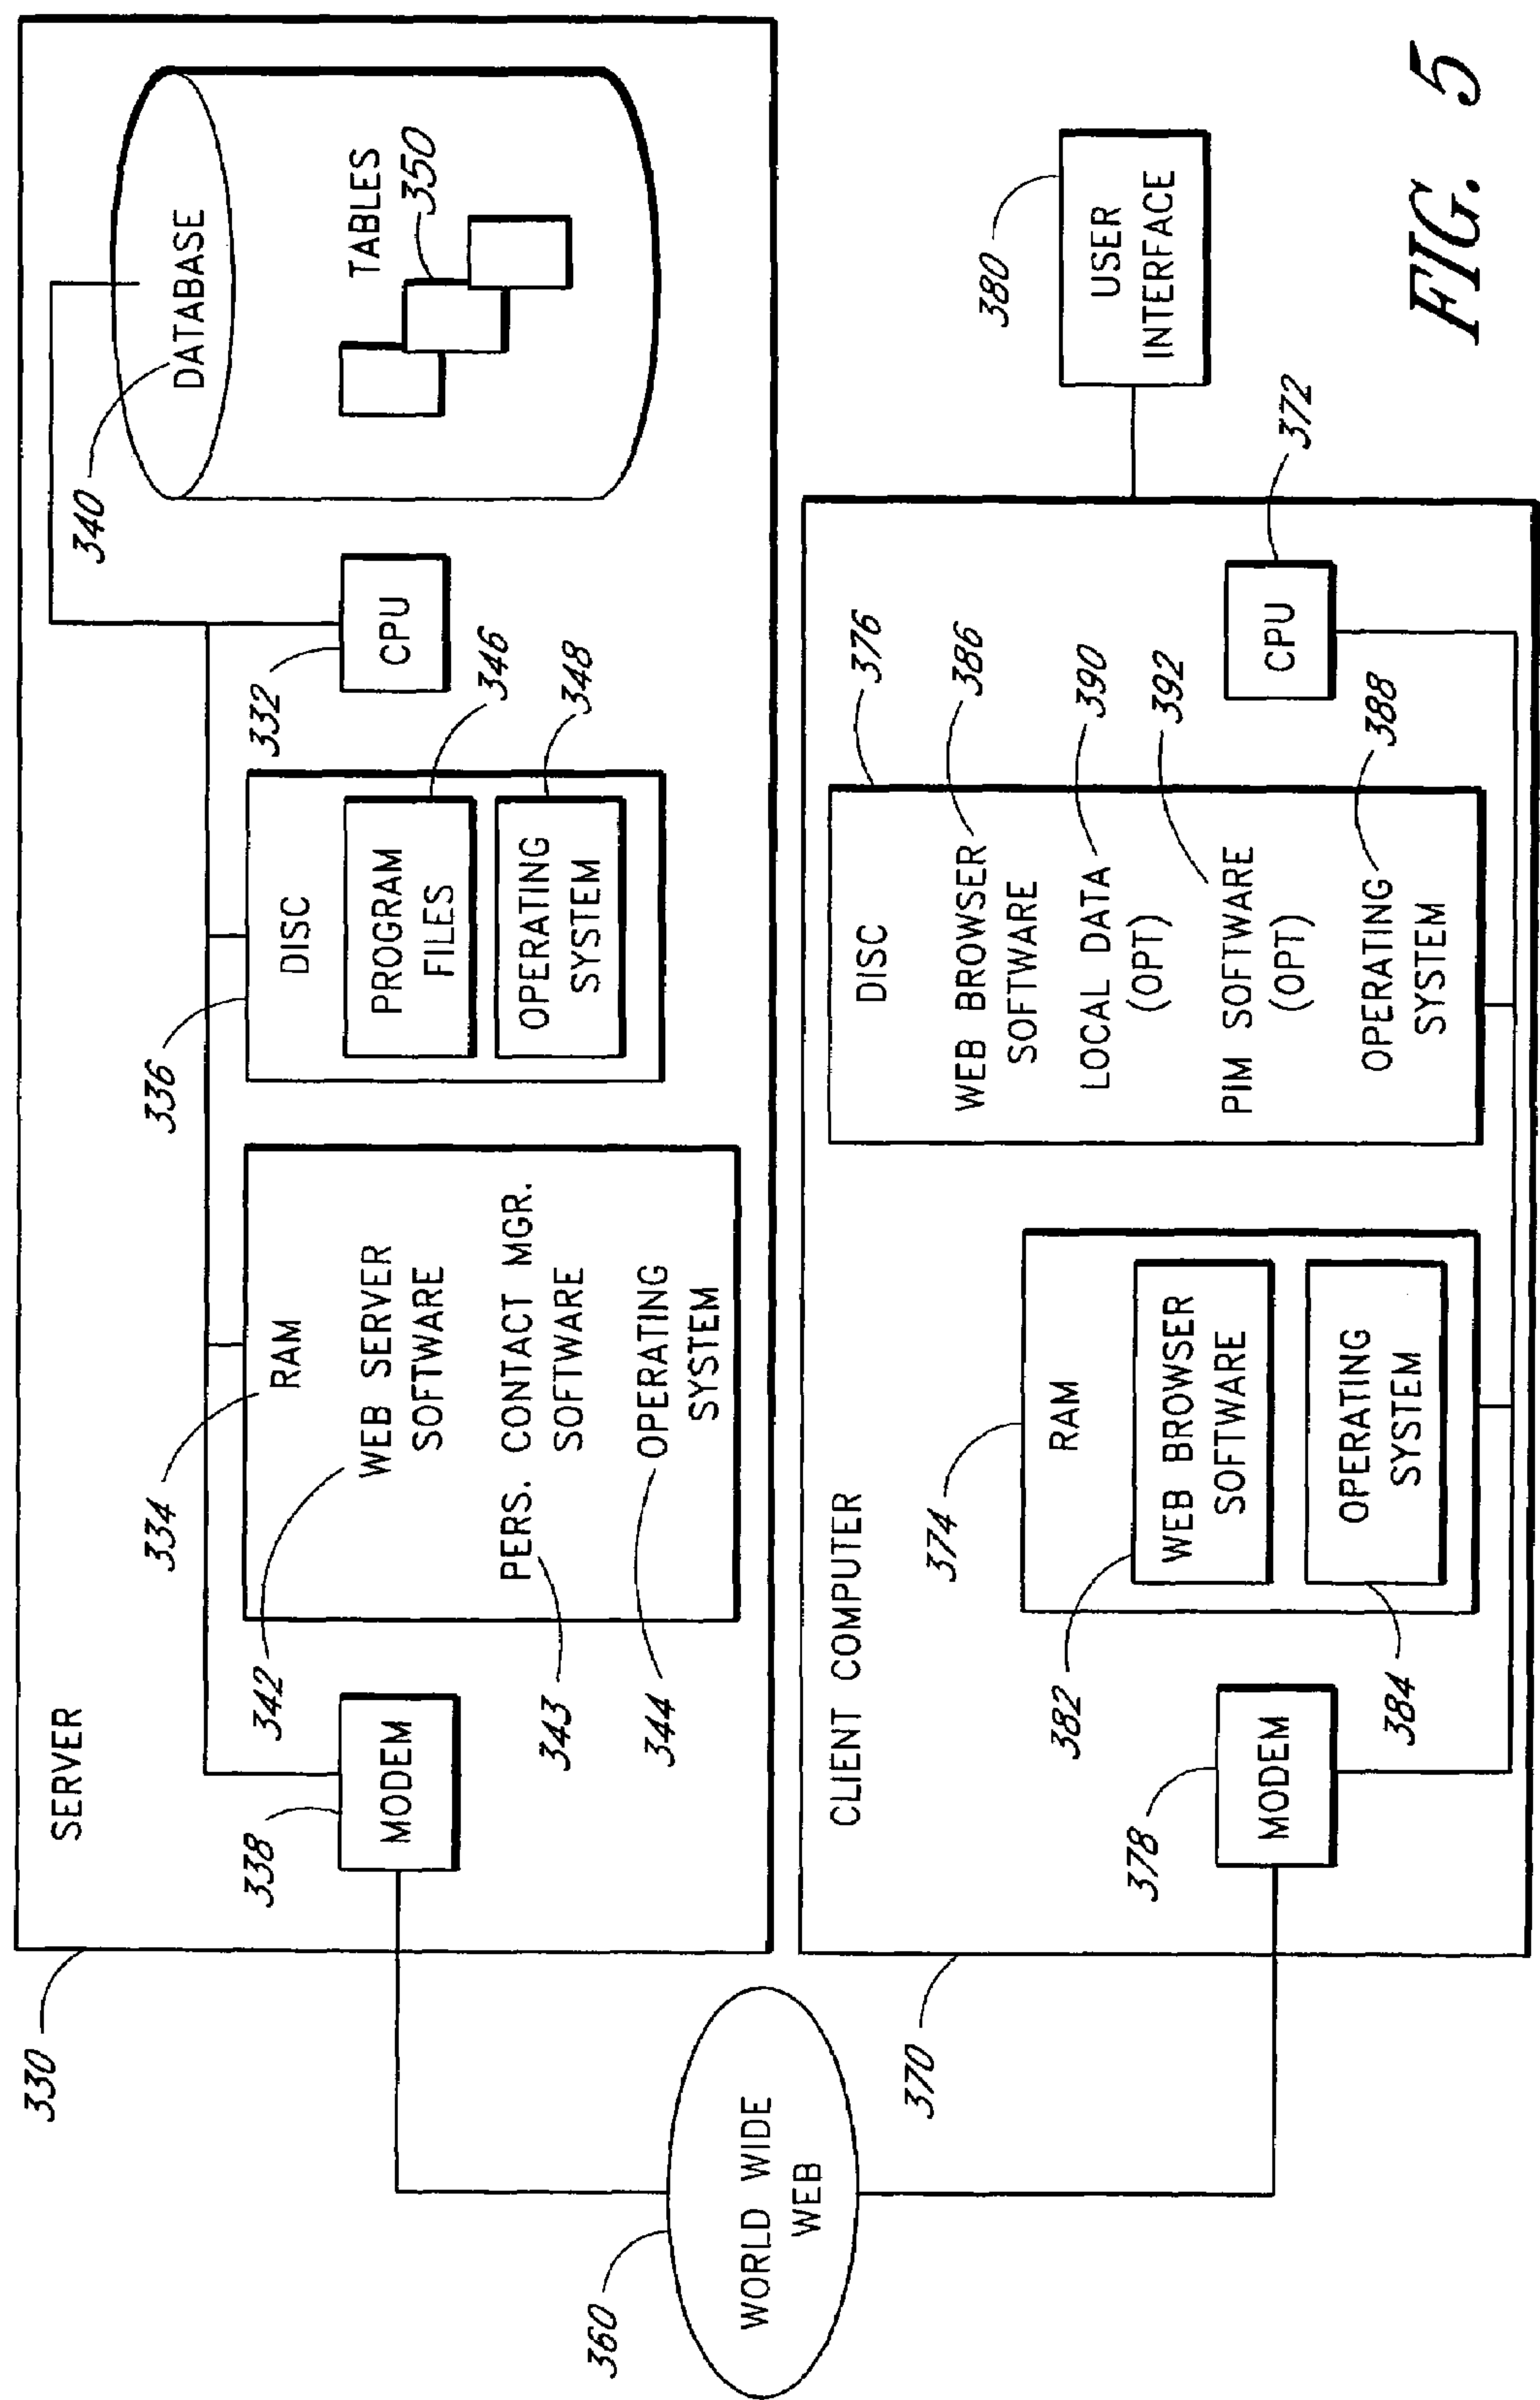 330
SERVER
338
MODEM
334
RAM
342
WEB SERVER
SOFTWARE
343
PERS. CONTACT MGR.
SOFTWARE
344
OPERATING
SYSTEM
336
DISC
PROGRAM
FILES
346
OPERATING
SYSTEM
348
332
CPU
340
DATABASE
TABLES
350
360
WORLD WIDE
WEB
370
CLIENT COMPUTER
378
MODEM
374
RAM
382
WEB BROWSER
SOFTWARE
384
OPERATING
SYSTEM
376
DISC
WEB BROWSER
SOFTWARE
386
LOCAL DATA
(OPT)
390
PIM SOFTWARE
(OPT)
392
OPERATING
SYSTEM
388
CPU
372
380
USER
INTERFACE
FIG. 5